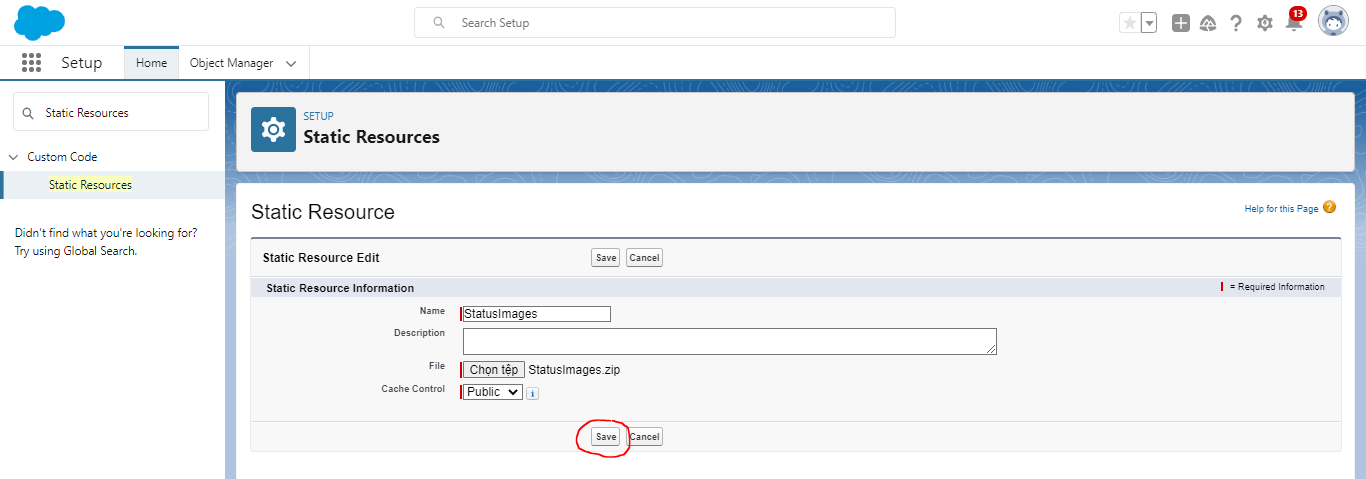 Search Setup
13
Setup
Home
Object Manager
Static Resources
Custom Code
Static Resources
Didn't find what you're looking for?
Try using Global Search.
SETUP
Static Resources
Static Resource
Help for this Page ?
Static Resource Edit
Save Cancel
Static Resource Information
= Required Information
Name StatusImages
Description
File Chọn tệp StatusImages.zip
Cache Control Public i
Save Cancel